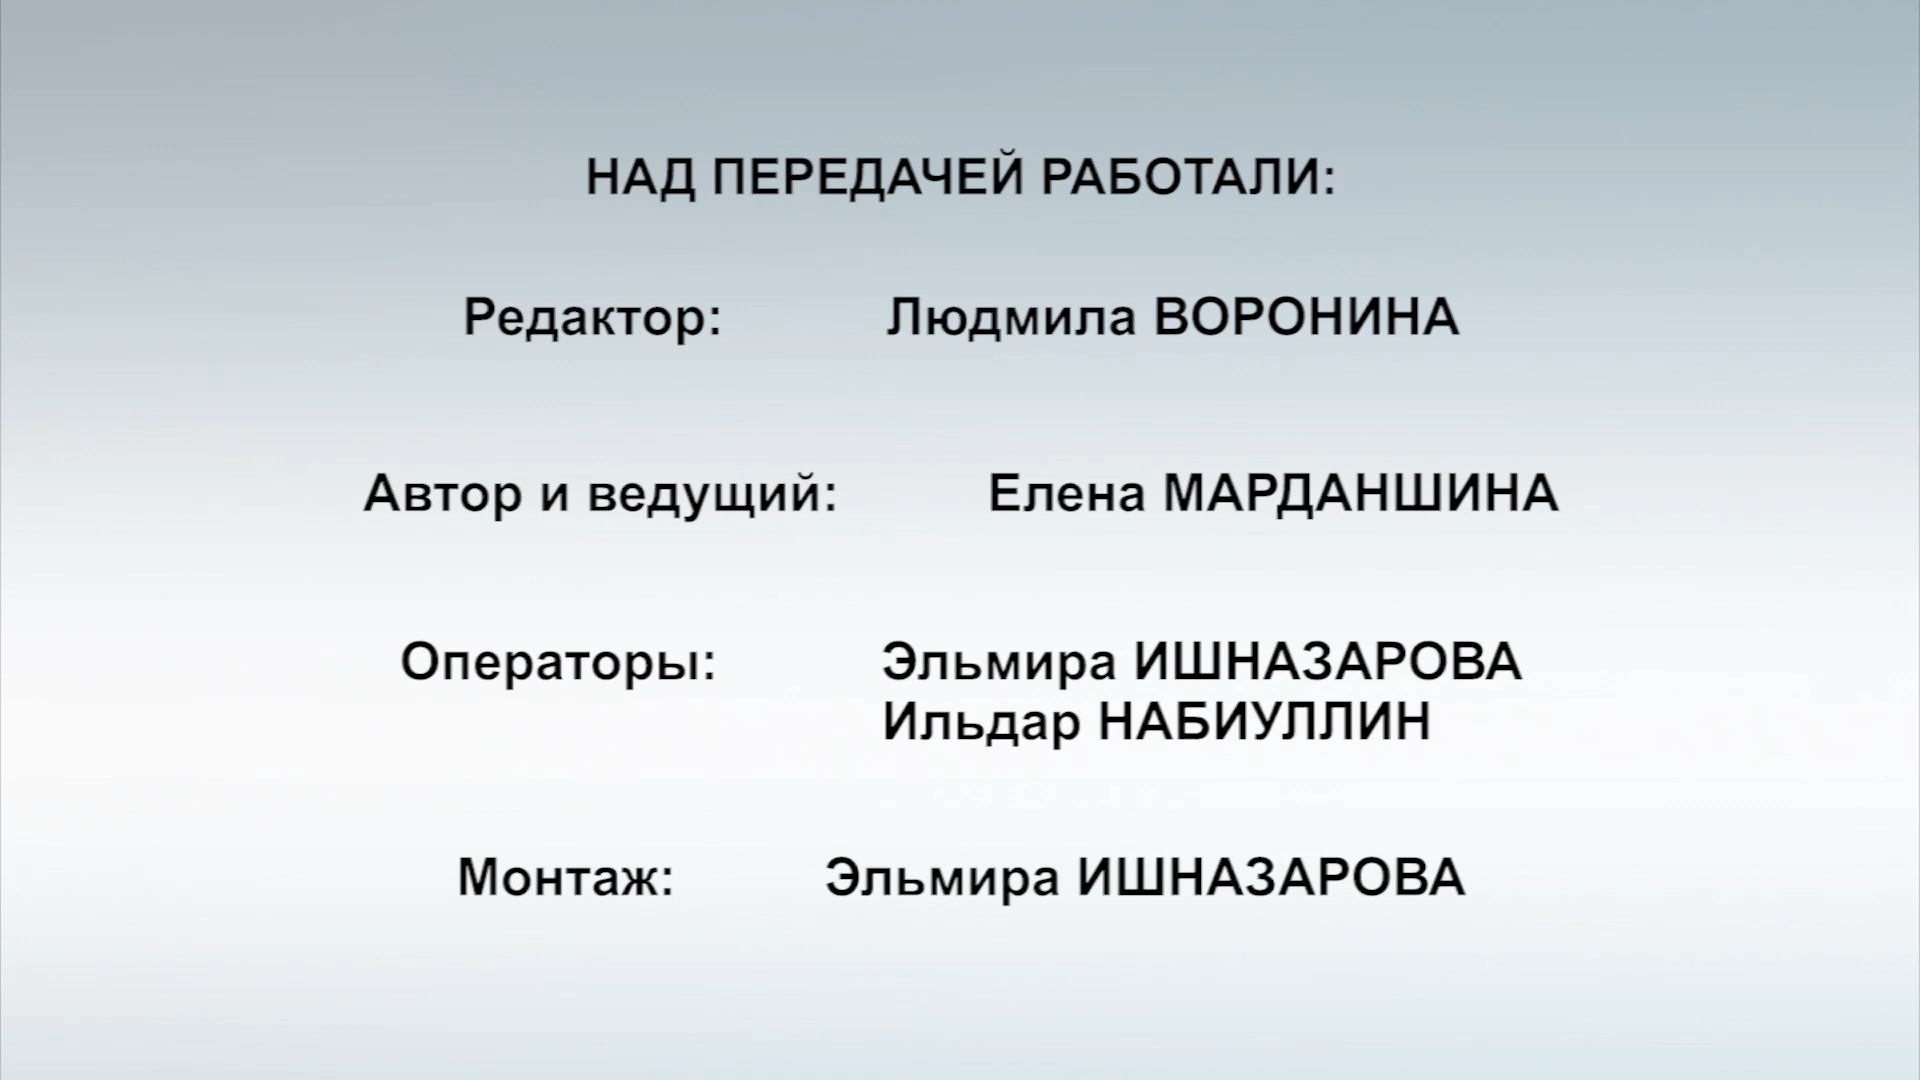 НАД ПЕРЕДАЧЕЙ РАБОТАЛИ:
Редактор: Людмила ВОРОНИНА
Автор и ведущий: Елена МАРДАНШИНА
Операторы: Эльмира ИШНАЗАРОВА
Ильдар НАБИУЛЛИН
Монтаж: Эльмира ИШНАЗАРОВА